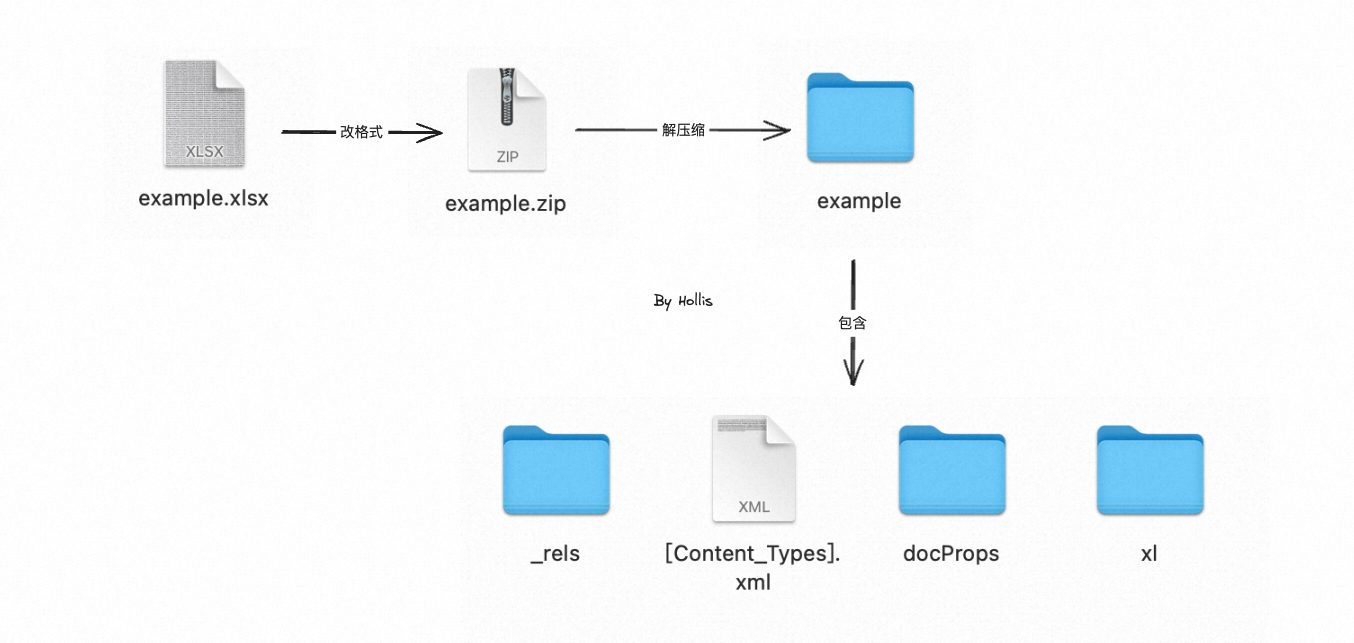 XLSX
改格式
ZIP
解压缩
example.xlsx
example.zip
example
By Hollis
包含
XML
_rels
[Content_Types].
xml
docProps
xl